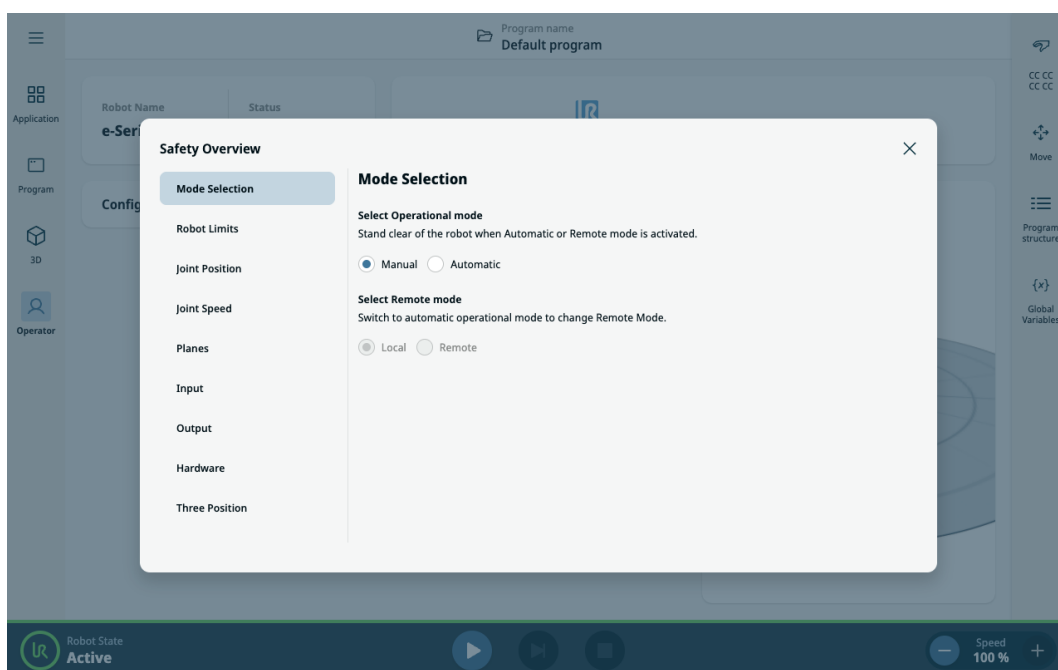 Program name
Default program
Application
Program
3D
Operator
Robot Name
Status
e-Seri
Config
UR
CC CC
CC CC
Move
Program
structure
{x}
Global
Variables
Safety Overview
Mode Selection
Robot Limits
Joint Position
Joint Speed
Planes
Input
Output
Hardware
Three Position
Mode Selection
Select Operational mode
Stand clear of the robot when Automatic or Remote mode is activated.
Manual
Automatic
Select Remote mode
Switch to automatic operational mode to change Remote Mode.
Local
Remote
UR
Robot State
Active
Speed
100 %